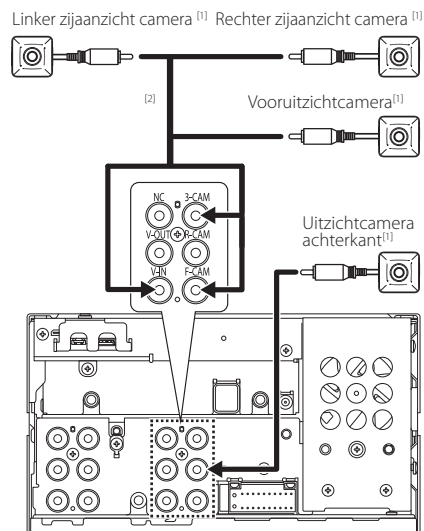 Linker zijaanzicht camera [1] Rechter zijaanzicht camera [1]
[2]
Vooruitzichtcamera[1]
NC 3-CAM
V-OUT R-CAM
V-IN F-CAM
Uitzichtcamera
achterkant[1]